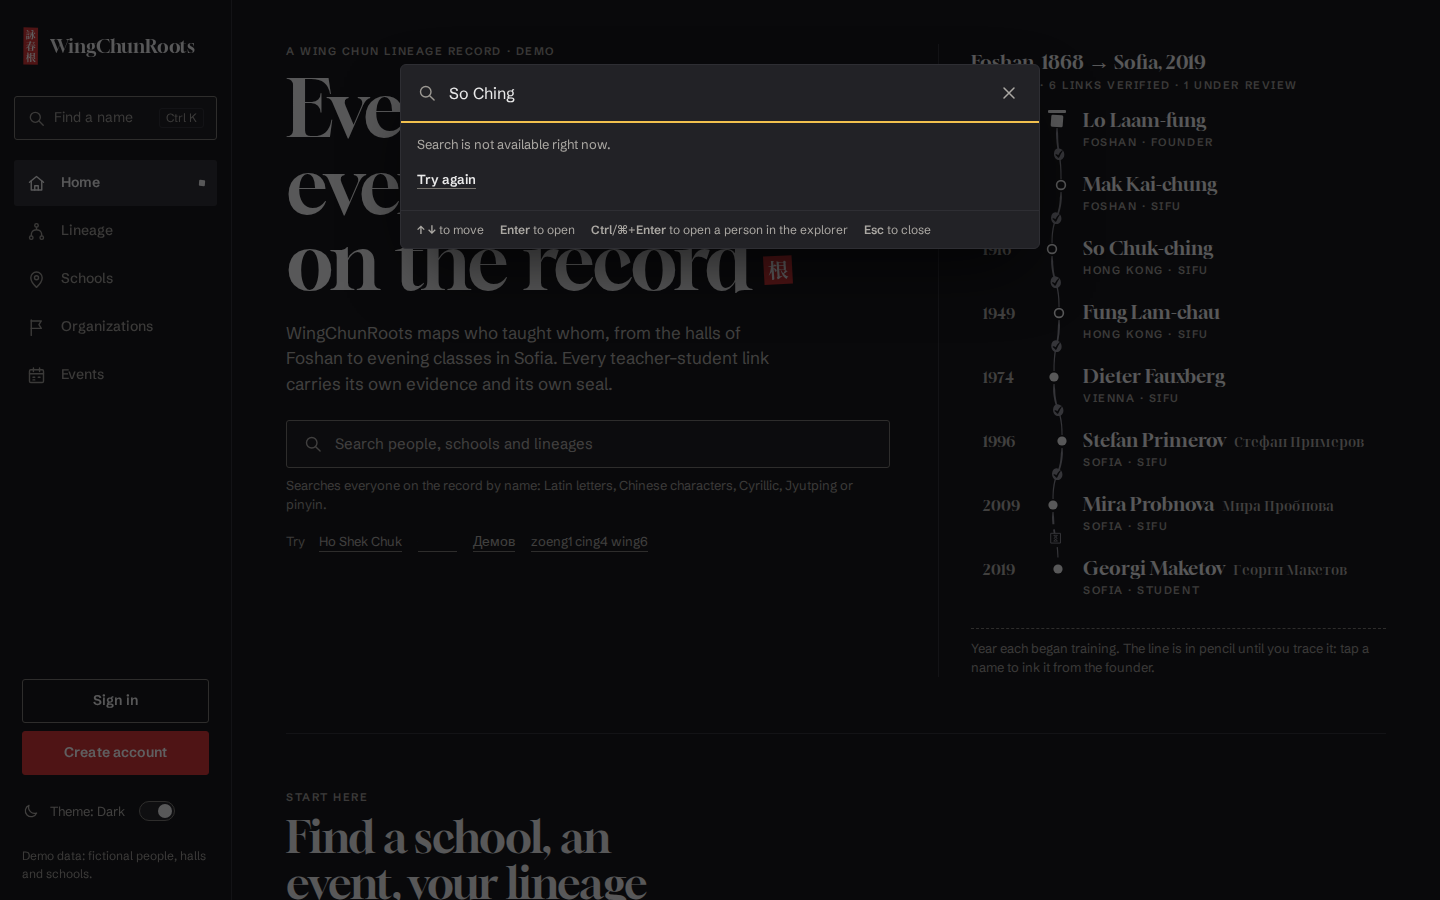 詠春根
WingChunRoots
Find a name
Ctrl K
Home
Lineage
Schools
Organizations
Events
Sign in
Create account
Theme: Dark
Demo data: fictional people, halls
and schools.
A WING CHUN LINEAGE RECORD · DEMO
So Ching
Search is not available right now.
Try again
↑↓ to move Enter to open Ctrl/⌘+Enter to open a person in the explorer Esc to close
on the record 根
WingChunRoots maps who taught whom, from the halls of
Foshan to evening classes in Sofia. Every teacher–student link
carries its own evidence and its own seal.
Search people, schools and lineages
Searches everyone on the record by name: Latin letters, Chinese characters, Cyrillic, Jyutping or
pinyin.
Try Ho Shek Chuk Демов zoeng1 cing4 wing6
Foshan 1868 → Sofia, 2019
· 6 LINKS VERIFIED · 1 UNDER REVIEW
Lo Laam-fung
FOSHAN · FOUNDER
Mak Kai-chung
FOSHAN · SIFU
So Chuk-ching
HONG KONG · SIFU
1949 Fung Lam-chau
HONG KONG · SIFU
1974 Dieter Fauxberg
VIENNA · SIFU
1996 Stefan Primerov Стефан Примеров
SOFIA · SIFU
2009 Mira Probnova Мира Пробнова
SOFIA · SIFU
2019 Georgi Maketov Георги Макетов
SOFIA · STUDENT
Year each began training. The line is in pencil until you trace it: tap a
name to ink it from the founder.
START HERE
Find a school, an
event, your lineage